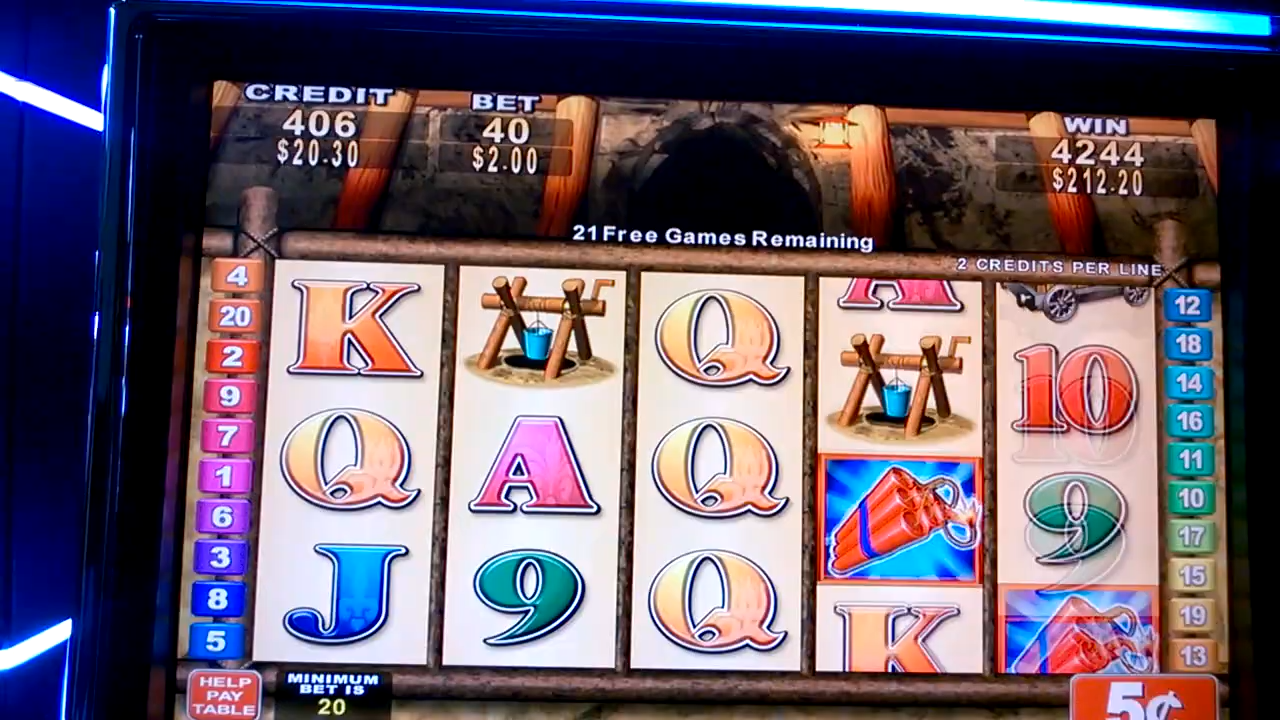 CREDIT BET WIN
406 40 4244
$20.30 $2.00 $212.20
21 Free Games Remaining
2 CREDITS PER LINE
4 12
20 18
2 14
9 16
7 11
1 10
6 17
3 15
8 19
5 13
K Q A
Q A Q 10
J 9 Q K 9
HELP
PAY
TABLE
MINIMUM
BET IS
20
5¢